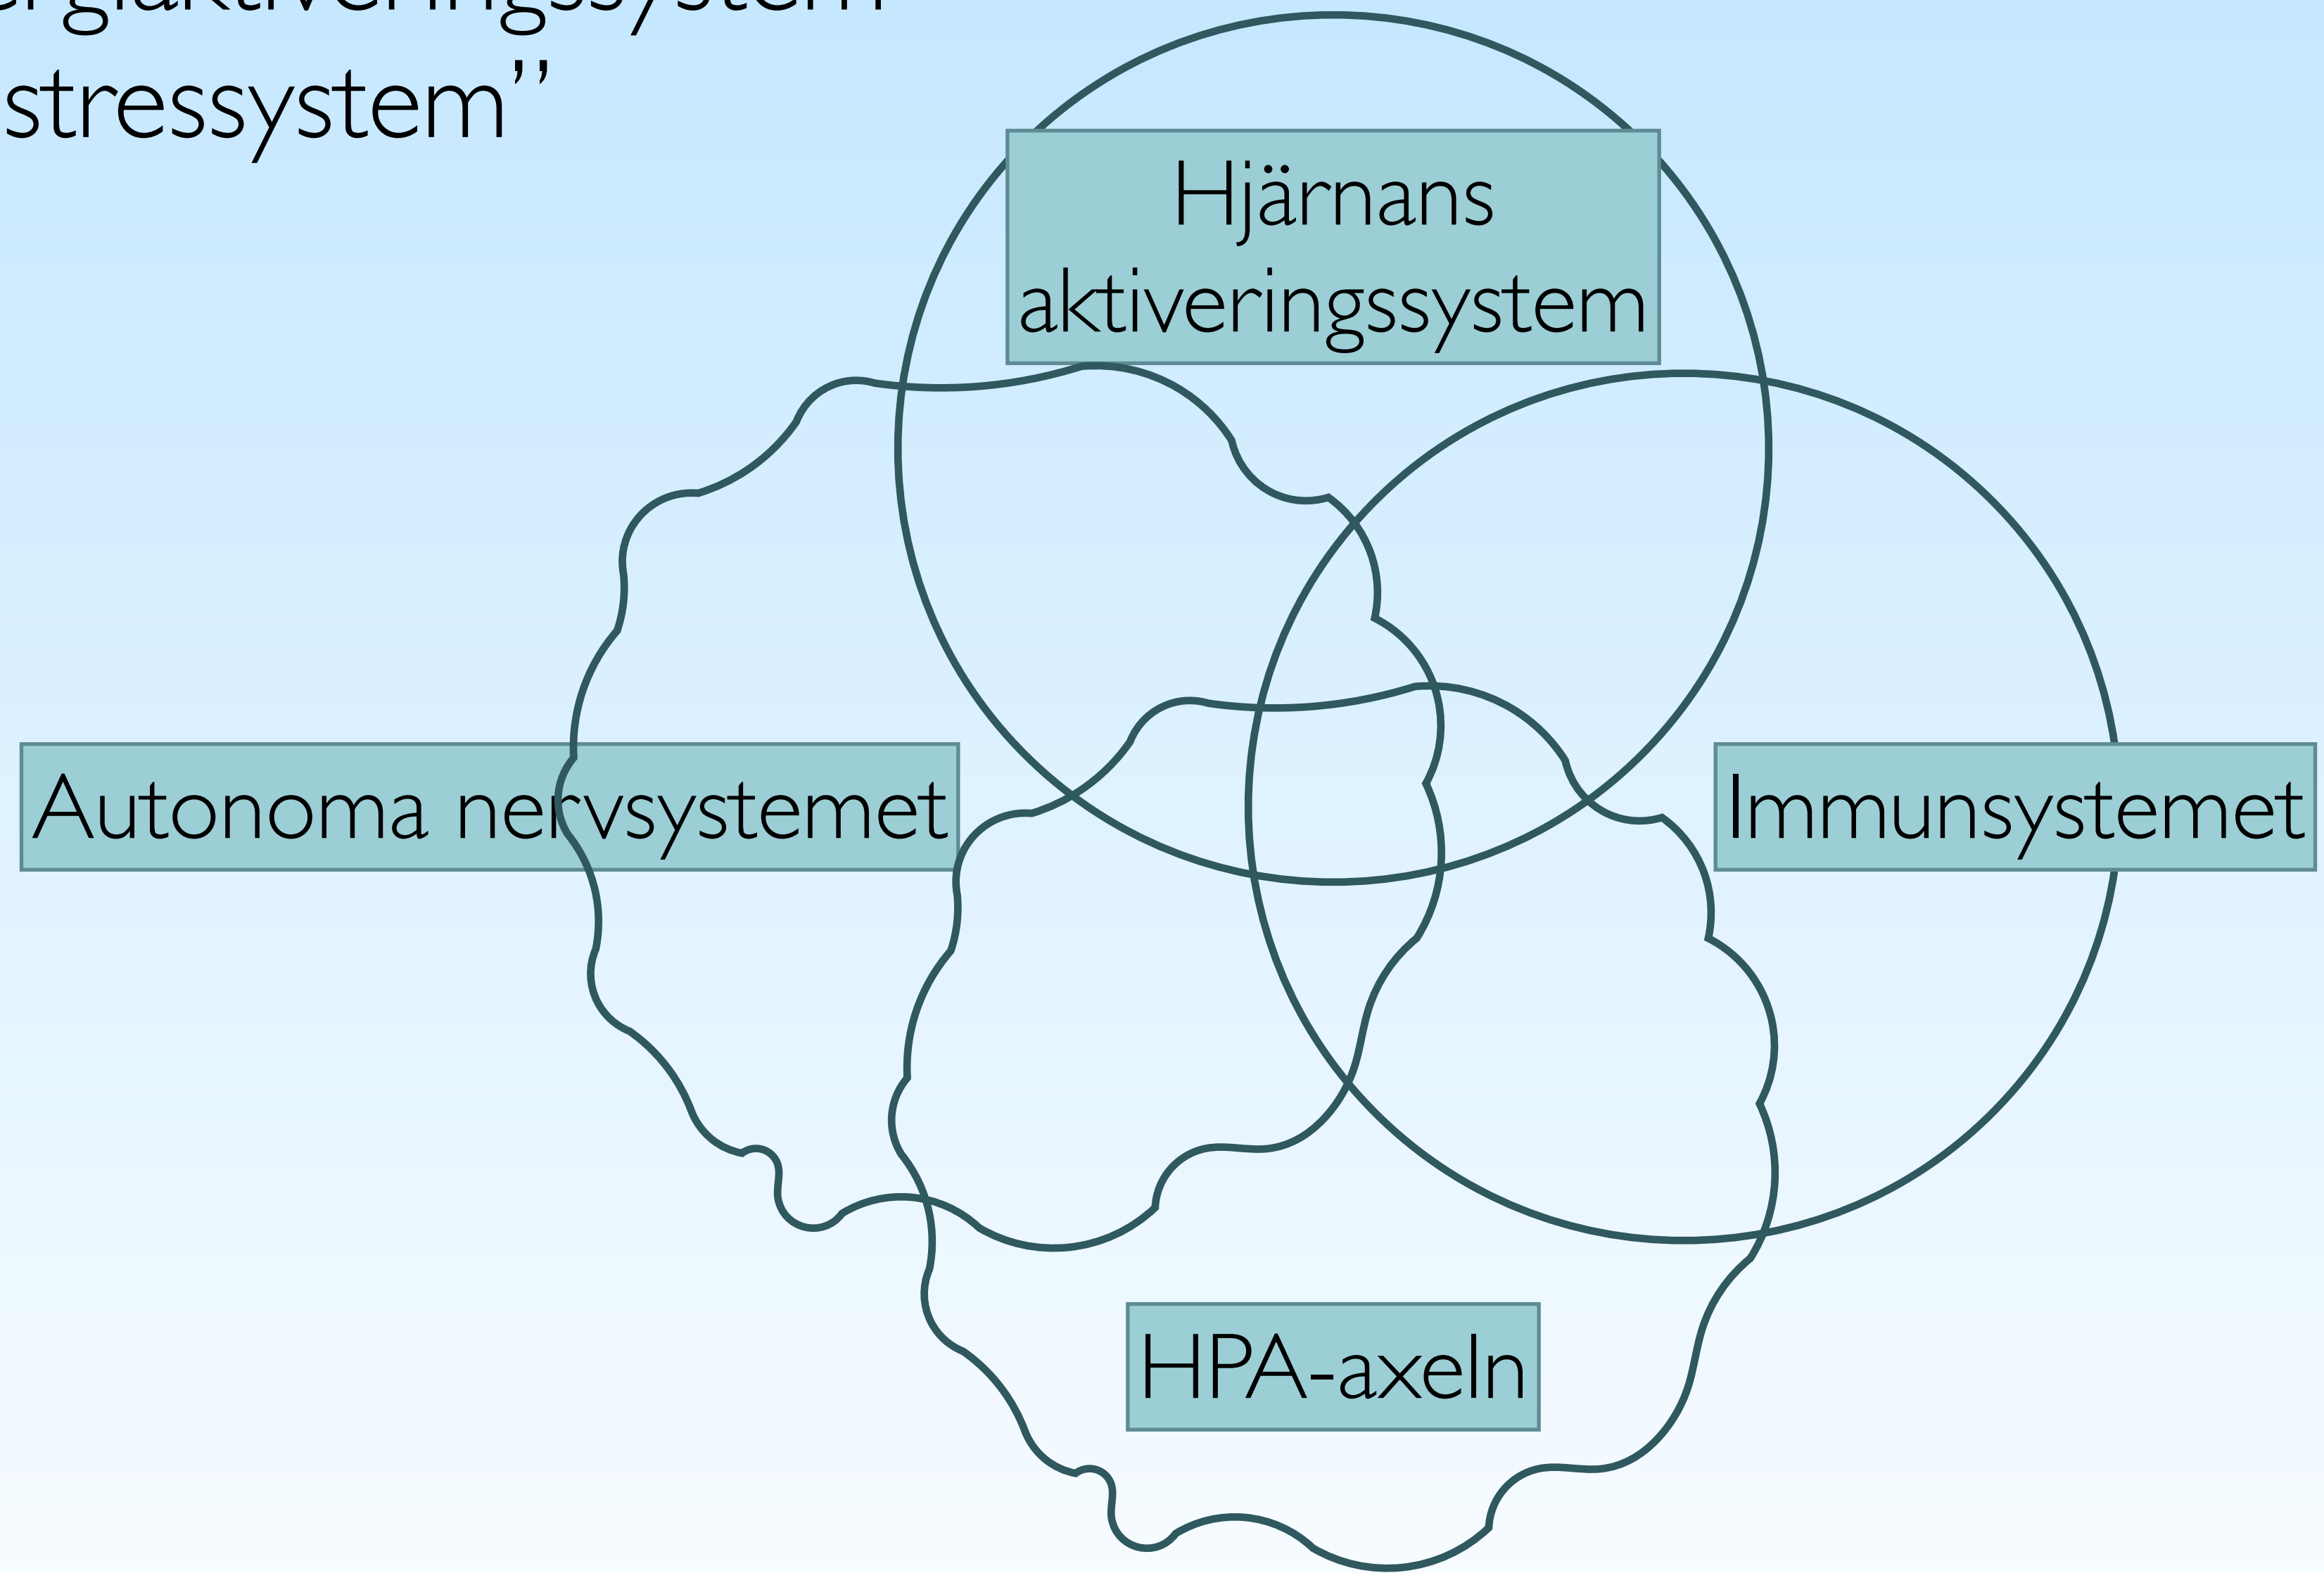 stressystem”
Hjärnans
aktiveringssystem
Autonoma nervsystemet
Immunsystemet
HPA-axeln